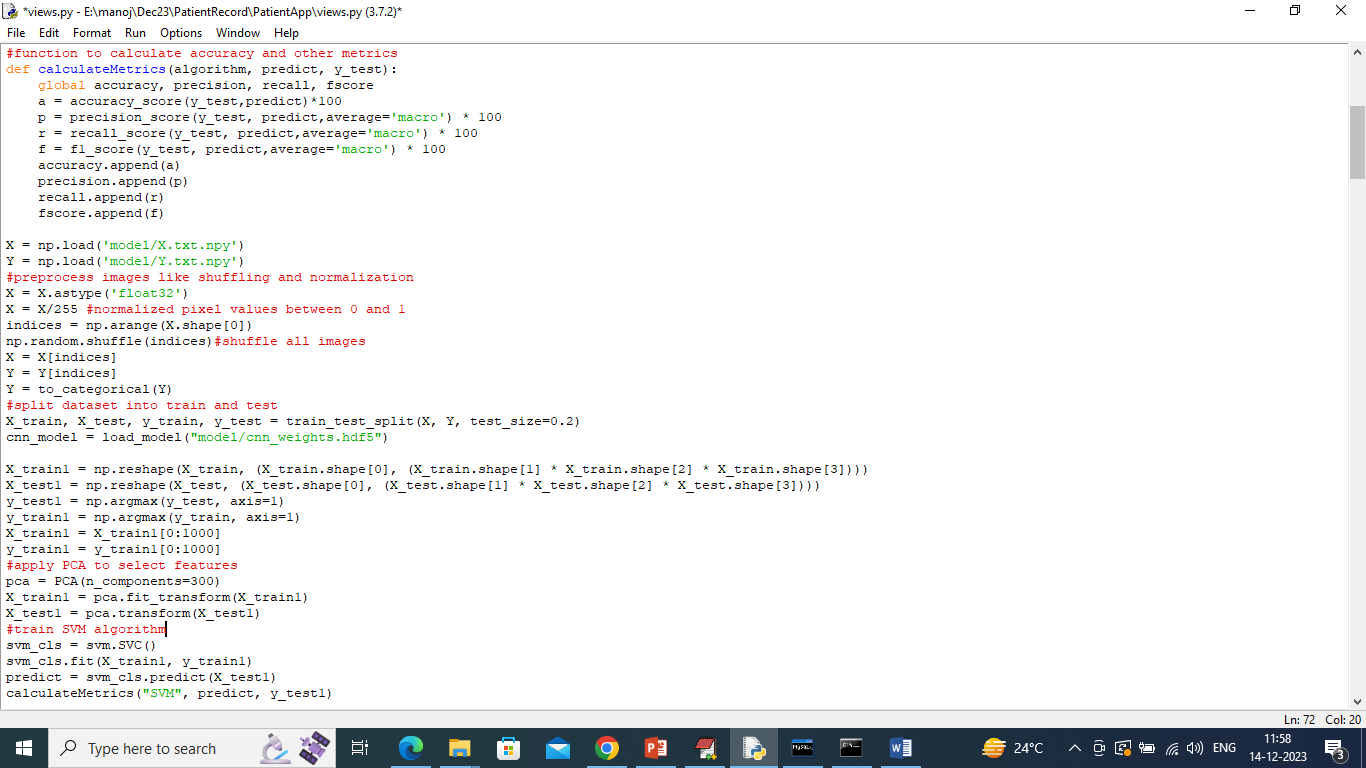 *views.py - E:\manoj\Dec23\PatientRecord\PatientApp\views.py (3.7.2)*
File Edit Format Run Options Window Help
#function to calculate accuracy and other metrics
def calculateMetrics(algorithm, predict, y_test):
    global accuracy, precision, recall, fscore
    a = accuracy_score(y_test,predict)*100
    p = precision_score(y_test, predict,average='macro') * 100
    r = recall_score(y_test, predict,average='macro') * 100
    f = f1_score(y_test, predict,average='macro') * 100
    accuracy.append(a)
    precision.append(p)
    recall.append(r)
    fscore.append(f)

X = np.load('model/X.txt.npy')
Y = np.load('model/Y.txt.npy')
#preprocess images like shuffling and normalization
X = X.astype('float32')
X = X/255 #normalized pixel values between 0 and 1
indices = np.arange(X.shape[0])
np.random.shuffle(indices)#shuffle all images
X = X[indices]
Y = Y[indices]
Y = to_categorical(Y)
#split dataset into train and test
X_train, X_test, y_train, y_test = train_test_split(X, Y, test_size=0.2)
cnn_model = load_model("model/cnn_weights.hdf5")

X_train1 = np.reshape(X_train, (X_train.shape[0], (X_train.shape[1] * X_train.shape[2] * X_train.shape[3])))
X_test1 = np.reshape(X_test, (X_test.shape[0], (X_test.shape[1] * X_test.shape[2] * X_test.shape[3])))
y_test1 = np.argmax(y_test, axis=1)
y_train1 = np.argmax(y_train, axis=1)
X_train1 = X_train1[0:1000]
y_train1 = y_train1[0:1000]
#apply PCA to select features
pca = PCA(n_components=300)
X_train1 = pca.fit_transform(X_train1)
X_test1 = pca.transform(X_test1)
#train SVM algorithm
svm_cls = svm.SVC()
svm_cls.fit(X_train1, y_train1)
predict = svm_cls.predict(X_test1)
calculateMetrics("SVM", predict, y_test1)
Ln: 72 Col: 20
Type here to search
24°C
ENG
11:58
14-12-2023
3